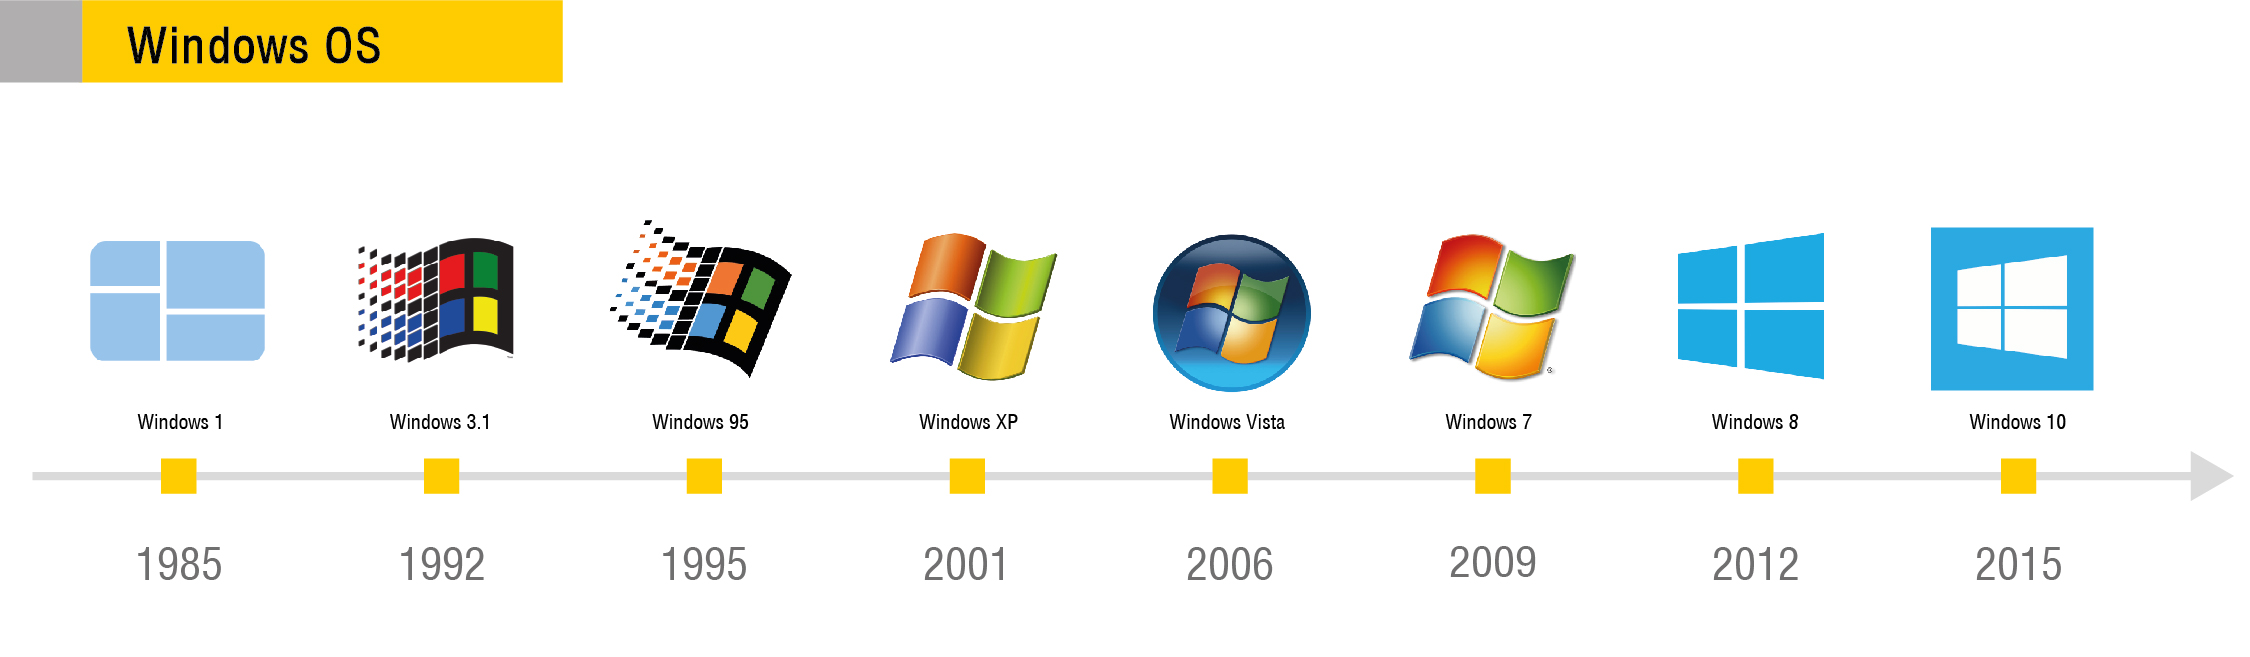 Windows OS
Windows 1
Windows 3.1
Windows 95
Windows XP
Windows Vista
Windows 7
Windows 8
Windows 10
1985
1992
1995
2001
2006
2009
2012
2015